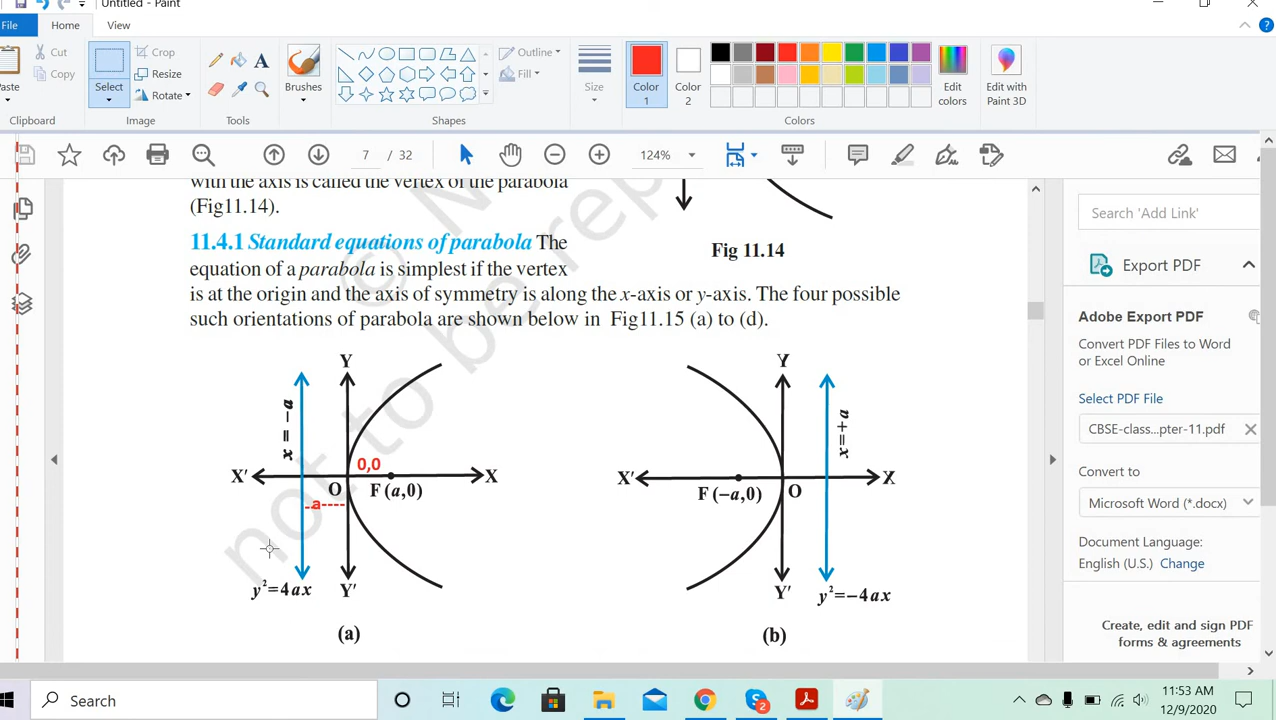 Untitled - Paint
File
Home
View
Cut
Copy
Paste
Clipboard
Select
Crop
Resize
Rotate
Image
Tools
Brushes
Shapes
Outline
Fill
Size
Color
1
Color
2
Edit
colors
Edit with
Paint 3D
Colors
7 / 32
124%
with the axis is called the vertex of the parabola
(Fig11.14).
Fig 11.14
11.4.1 Standard equations of parabola The
equation of a parabola is simplest if the vertex
is at the origin and the axis of symmetry is along the x-axis or y-axis. The four possible
such orientations of parabola are shown below in Fig11.15 (a) to (d).
© N
not to be rep
Y
x = –a
0,0
X′
X
O
F (a,0)
a
y²=4ax
Y′
(a)
Y
x=+a
X′
X
F (–a,0)
O
Y′
y²=–4ax
(b)
Search 'Add Link'
Export PDF
Adobe Export PDF
Convert PDF Files to Word
or Excel Online
Select PDF File
CBSE-class...pter-11.pdf
Convert to
Microsoft Word (*.docx)
Document Language:
English (U.S.) Change
Create, edit and sign PDF
forms & agreements
Search
2
11:53 AM
12/9/2020